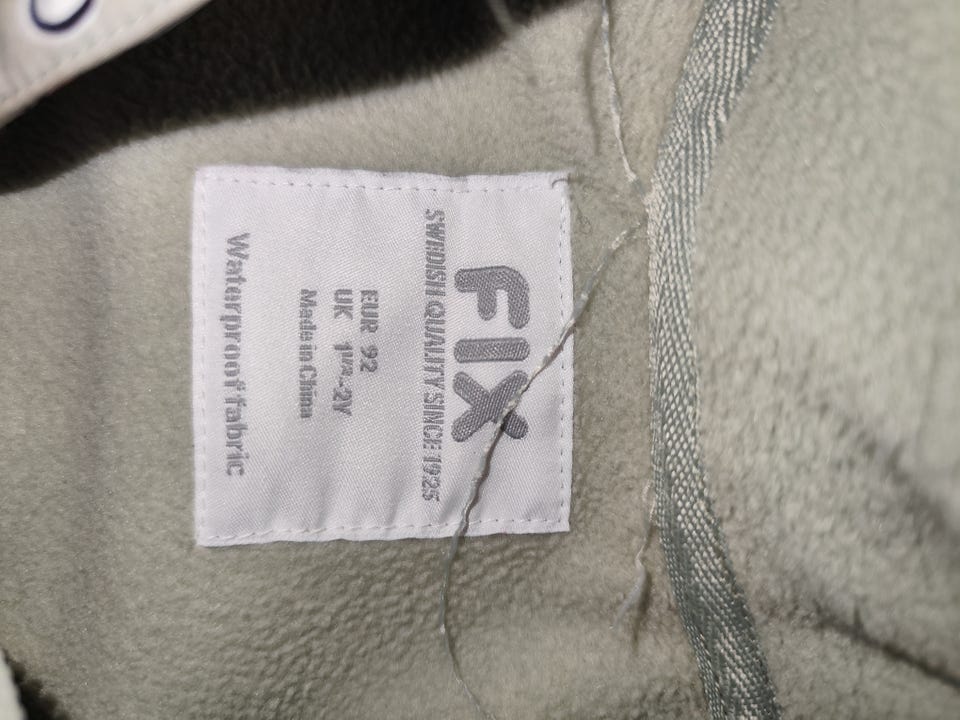 FIX
SWEDISH QUALITY SINCE 1925
EUR 92
UK 1½-2Y
Made in China
Waterproof fabric